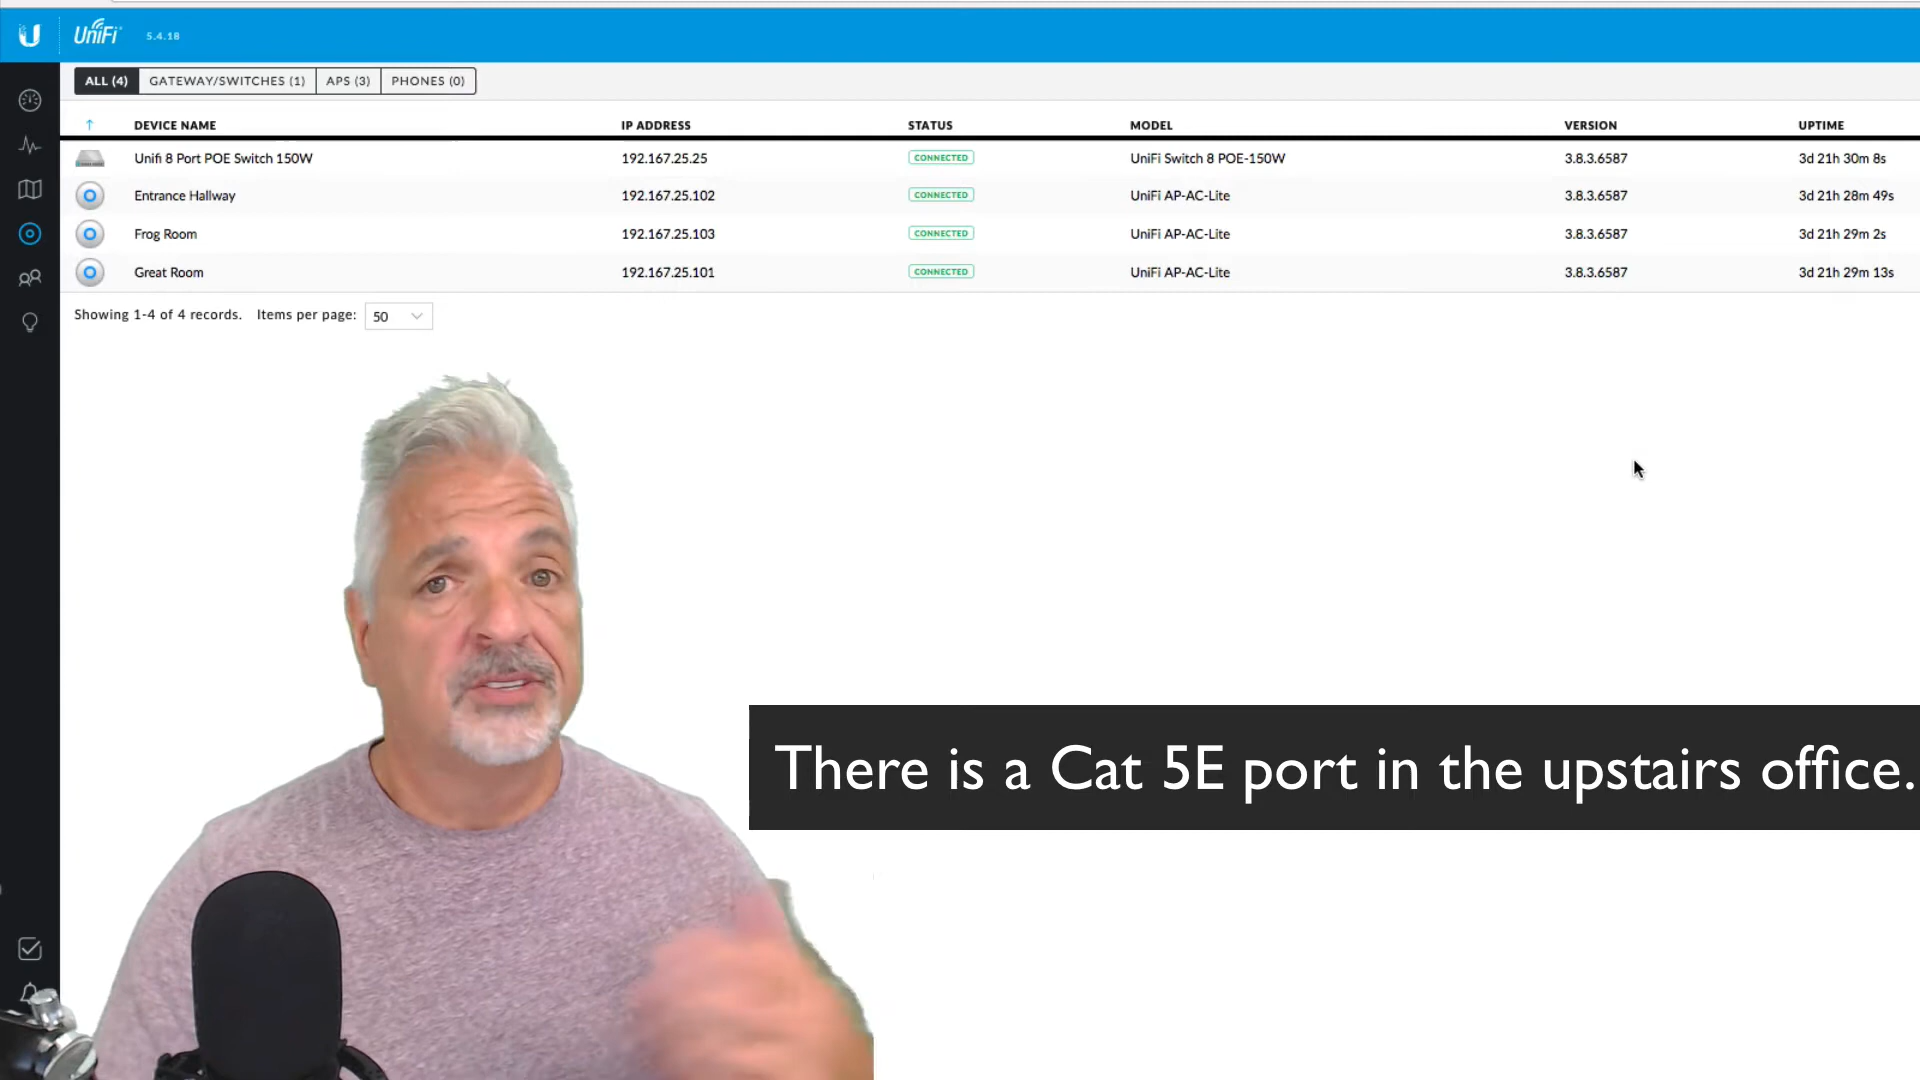 UniFi 5.4.18
ALL (4) GATEWAY/SWITCHES (1) APS (3) PHONES (0)
↑ DEVICE NAME IP ADDRESS STATUS MODEL VERSION UPTIME
Unifi 8 Port POE Switch 150W 192.167.25.25 CONNECTED UniFi Switch 8 POE-150W 3.8.3.6587 3d 21h 30m 8s
Entrance Hallway 192.167.25.102 CONNECTED UniFi AP-AC-Lite 3.8.3.6587 3d 21h 28m 49s
Frog Room 192.167.25.103 CONNECTED UniFi AP-AC-Lite 3.8.3.6587 3d 21h 29m 2s
Great Room 192.167.25.101 CONNECTED UniFi AP-AC-Lite 3.8.3.6587 3d 21h 29m 13s
Showing 1-4 of 4 records. Items per page: 50
There is a Cat 5E port in the upstairs office.